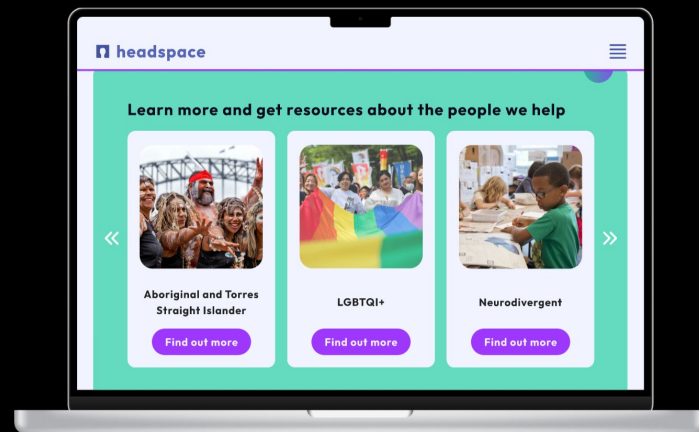 headspace
Learn more and get resources about the people we help
Aboriginal and Torres
Straight Islander
Find out more
LGBTQI+
Find out more
Neurodivergent
Find out more